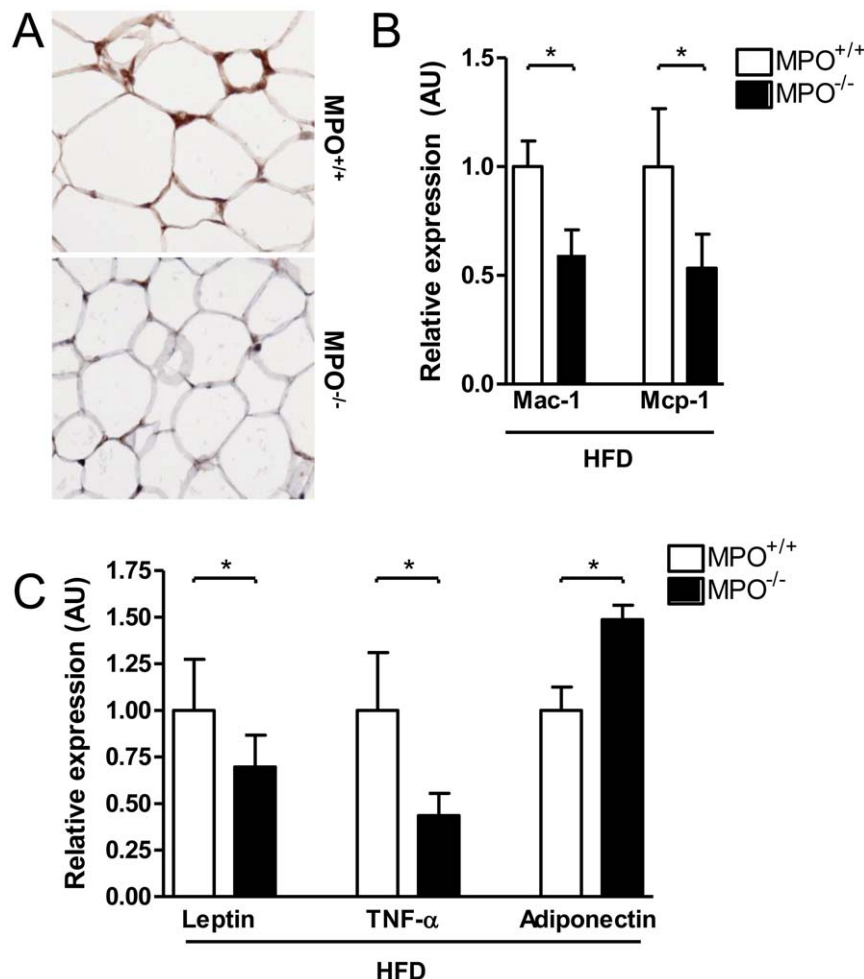 A
MPO+/+
MPO-/-
B
Relative expression (AU)
1.5
1.0
0.5
0.0
*
*
Mac-1 Mcp-1
HFD
MPO+/+
MPO-/-
C
Relative expression (AU)
1.75
1.50
1.25
1.00
0.75
0.50
0.25
0.00
*
*
*
Leptin TNF-α Adiponectin
HFD
MPO+/+
MPO-/-